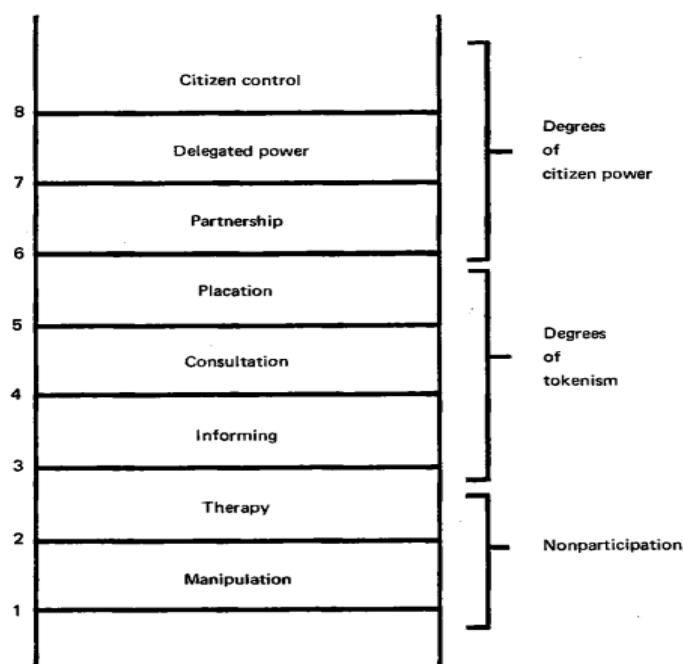 Citizen control
8
Delegated power
7
Partnership
6
Placation
5
Consultation
4
Informing
3
Therapy
2
Manipulation
1
Degrees
of
citizen power
Degrees
of
tokenism
Nonparticipation